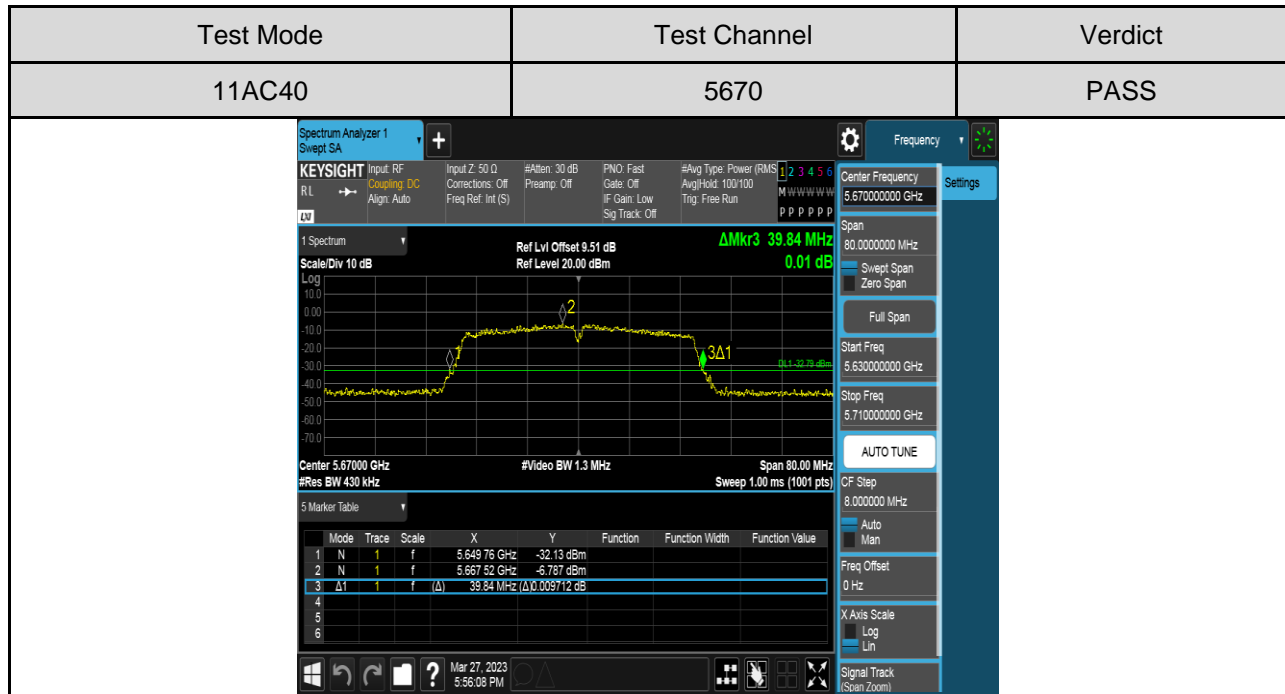 Test Mode Test Channel Verdict
11AC40 5670 PASS
Spectrum Analyzer 1
Swept SA
+
Frequency
KEYSIGHT Input: RF Input Z: 50 Ω #Atten: 30 dB PNO: Fast #Avg Type: Power (RMS 1 2 3 4 5 6
RL Coupling: DC Corrections: Off Preamp: Off Gate: Off Avg|Hold: 100/100 M W W W W W
Align: Auto Freq Ref: Int (S) IF Gain: Low Trig: Free Run
LXI Sig Track: Off P P P P P P
Center Frequency
5.670000000 GHz
Settings
1 Spectrum
Ref Lvl Offset 9.51 dB
ΔMkr3 39.84 MHz
Scale/Div 10 dB Ref Level 20.00 dBm 0.01 dB
Log
10.0
0.00
-10.0
-20.0
-30.0
-40.0
-50.0
-60.0
-70.0
1
2
3Δ1
DL1 -32.79 dBm
Center 5.67000 GHz #Video BW 1.3 MHz Span 80.00 MHz
#Res BW 430 kHz Sweep 1.00 ms (1001 pts)
Span
80.0000000 MHz
Swept Span
Zero Span
Full Span
Start Freq
5.630000000 GHz
Stop Freq
5.710000000 GHz
AUTO TUNE
CF Step
8.000000 MHz
Auto
Man
Freq Offset
0 Hz
X Axis Scale
Log
Lin
Signal Track
(Span Zoom)
5 Marker Table
Mode Trace Scale X Y Function Function Width Function Value
1 N 1 f 5.649 76 GHz -32.13 dBm
2 N 1 f 5.667 52 GHz -6.787 dBm
3 Δ1 1 f (Δ) 39.84 MHz (Δ) 0.009712 dB
4
5
6
?
Mar 27, 2023
5:56:08 PM